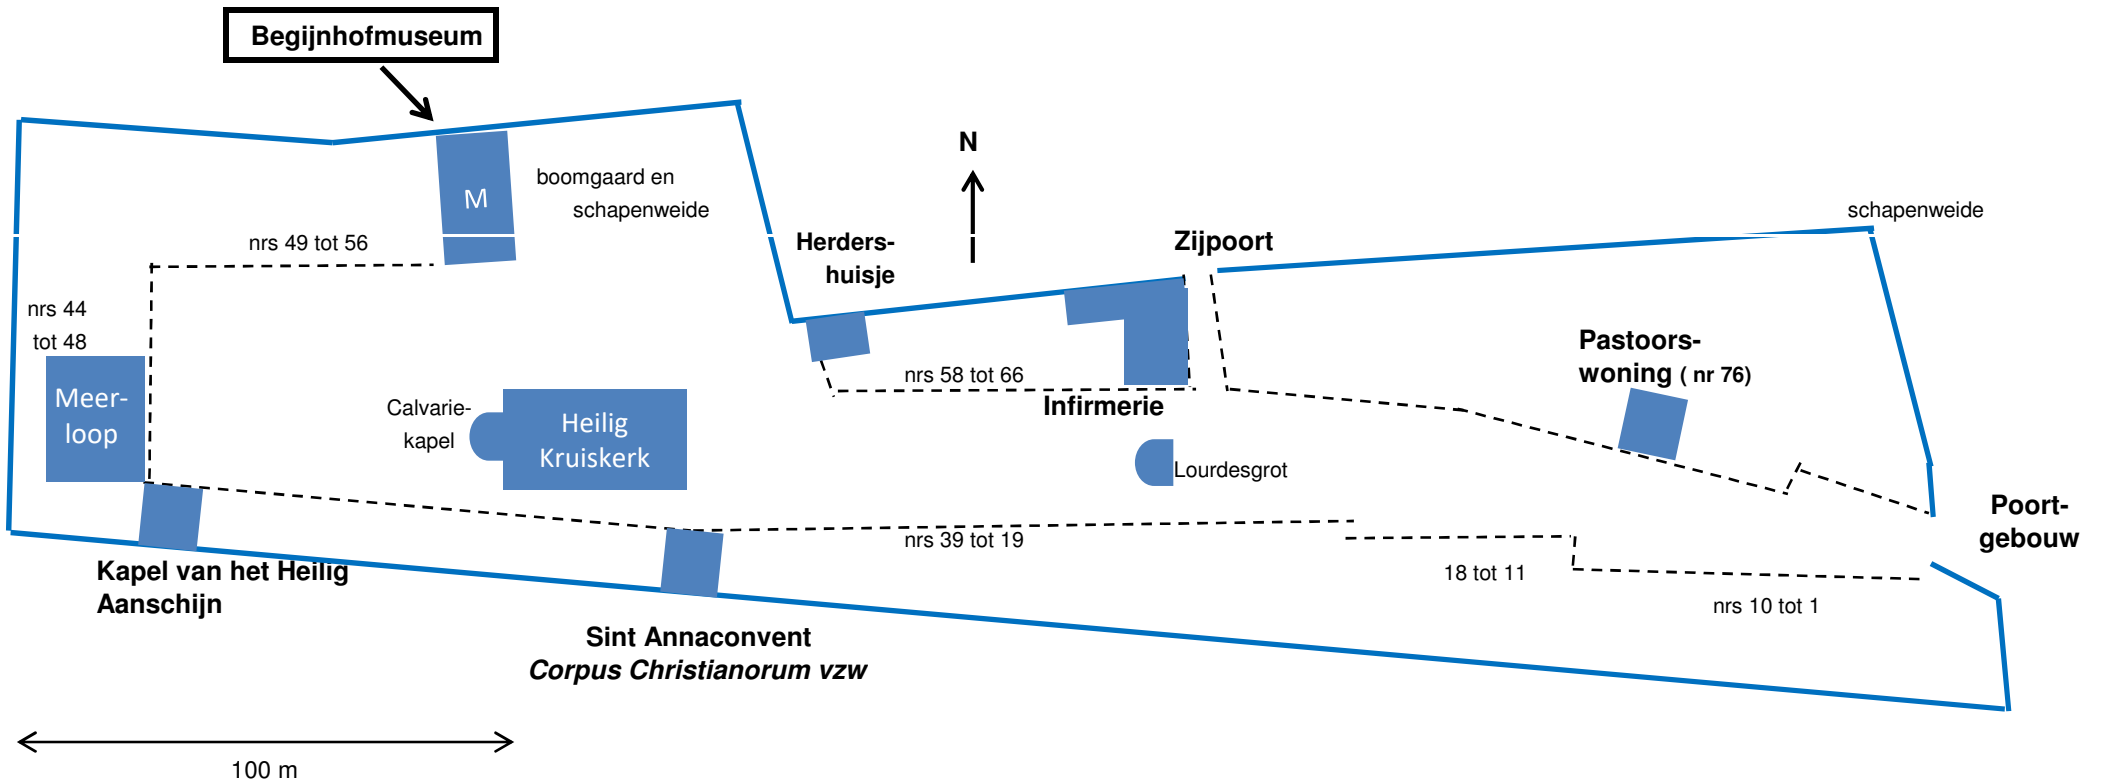 Begijnhofmuseum
N
boomgaard en
schapenweide
M
schapenweide
nrs 49 tot 56
Herders-
huisje
Zijpoort
nrs 44
tot 48
Pastoors-
woning ( nr 76)
nrs 58 tot 66
Meer-
loop
Calvarie-
kapel
Heilig
Kruiskerk
Infirmerie
Lourdesgrot
Poort-
gebouw
nrs 39 tot 19
Kapel van het Heilig
Aanschijn
18 tot 11
nrs 10 tot 1
Sint Annaconvent
Corpus Christianorum vzw
100 m